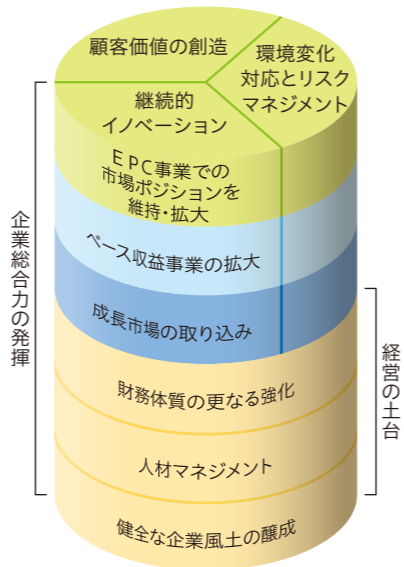 顧客価値の創造
環境変化
対応とリスク
マネジメント
継続的
イノベーション
EPC事業での
市場ポジションを
維持・拡大
ベース収益事業の拡大
成長市場の取り込み
財務体質の更なる強化
人材マネジメント
健全な企業風土の醸成
企業総合力の発揮
経営の土台